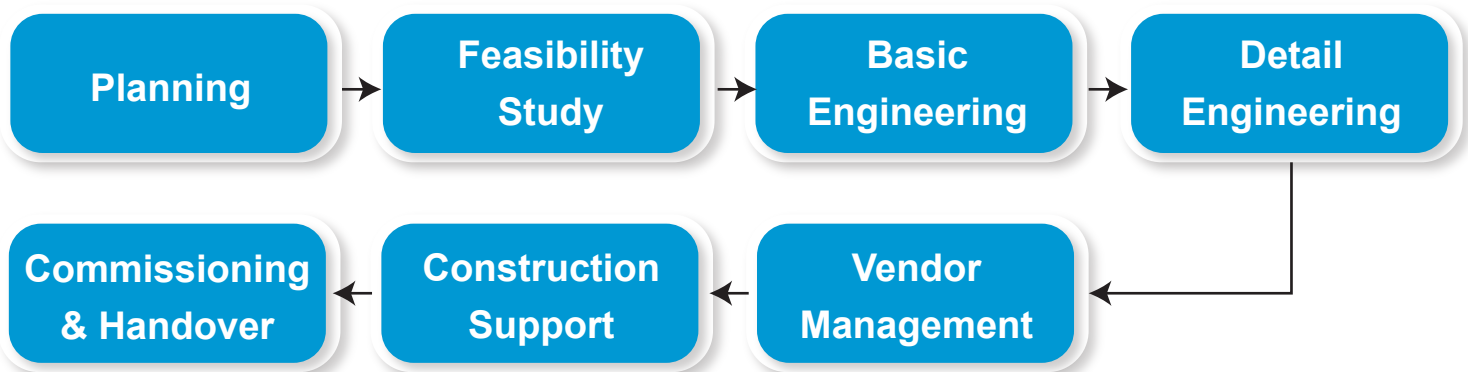 Planning
Feasibility
Study
Basic
Engineering
Detail
Engineering
Vendor
Management
Construction
Support
Commissioning
& Handover